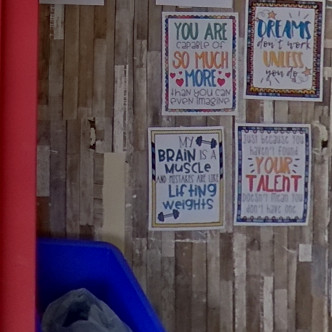 YOU ARE
capable of
SO MUCH
MORE
than you can
even imagine
DREAMS
don't work
UNLESS
you do
MY
BRAIN IS A
MUSCLE
AND MISTAKES ARE LIKE
LIFTING
WEIGHTS
Just because you
haven't found
YOUR
TALENT
doesn't mean you
don't have one